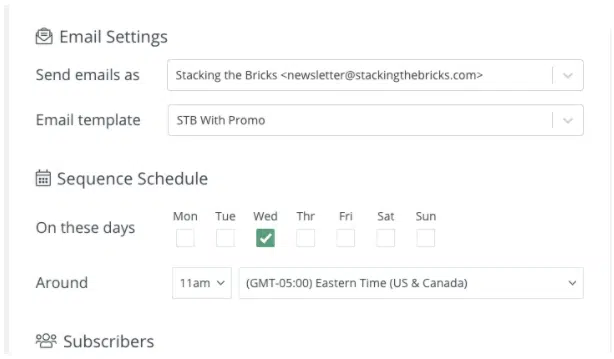 Email Settings
Send emails as Stacking the Bricks <newsletter@stackingthebricks.com>
Email template STB With Promo
Sequence Schedule
Mon Tue Wed Thr Fri Sat Sun
On these days
Around 11am (GMT-05:00) Eastern Time (US & Canada)
Subscribers